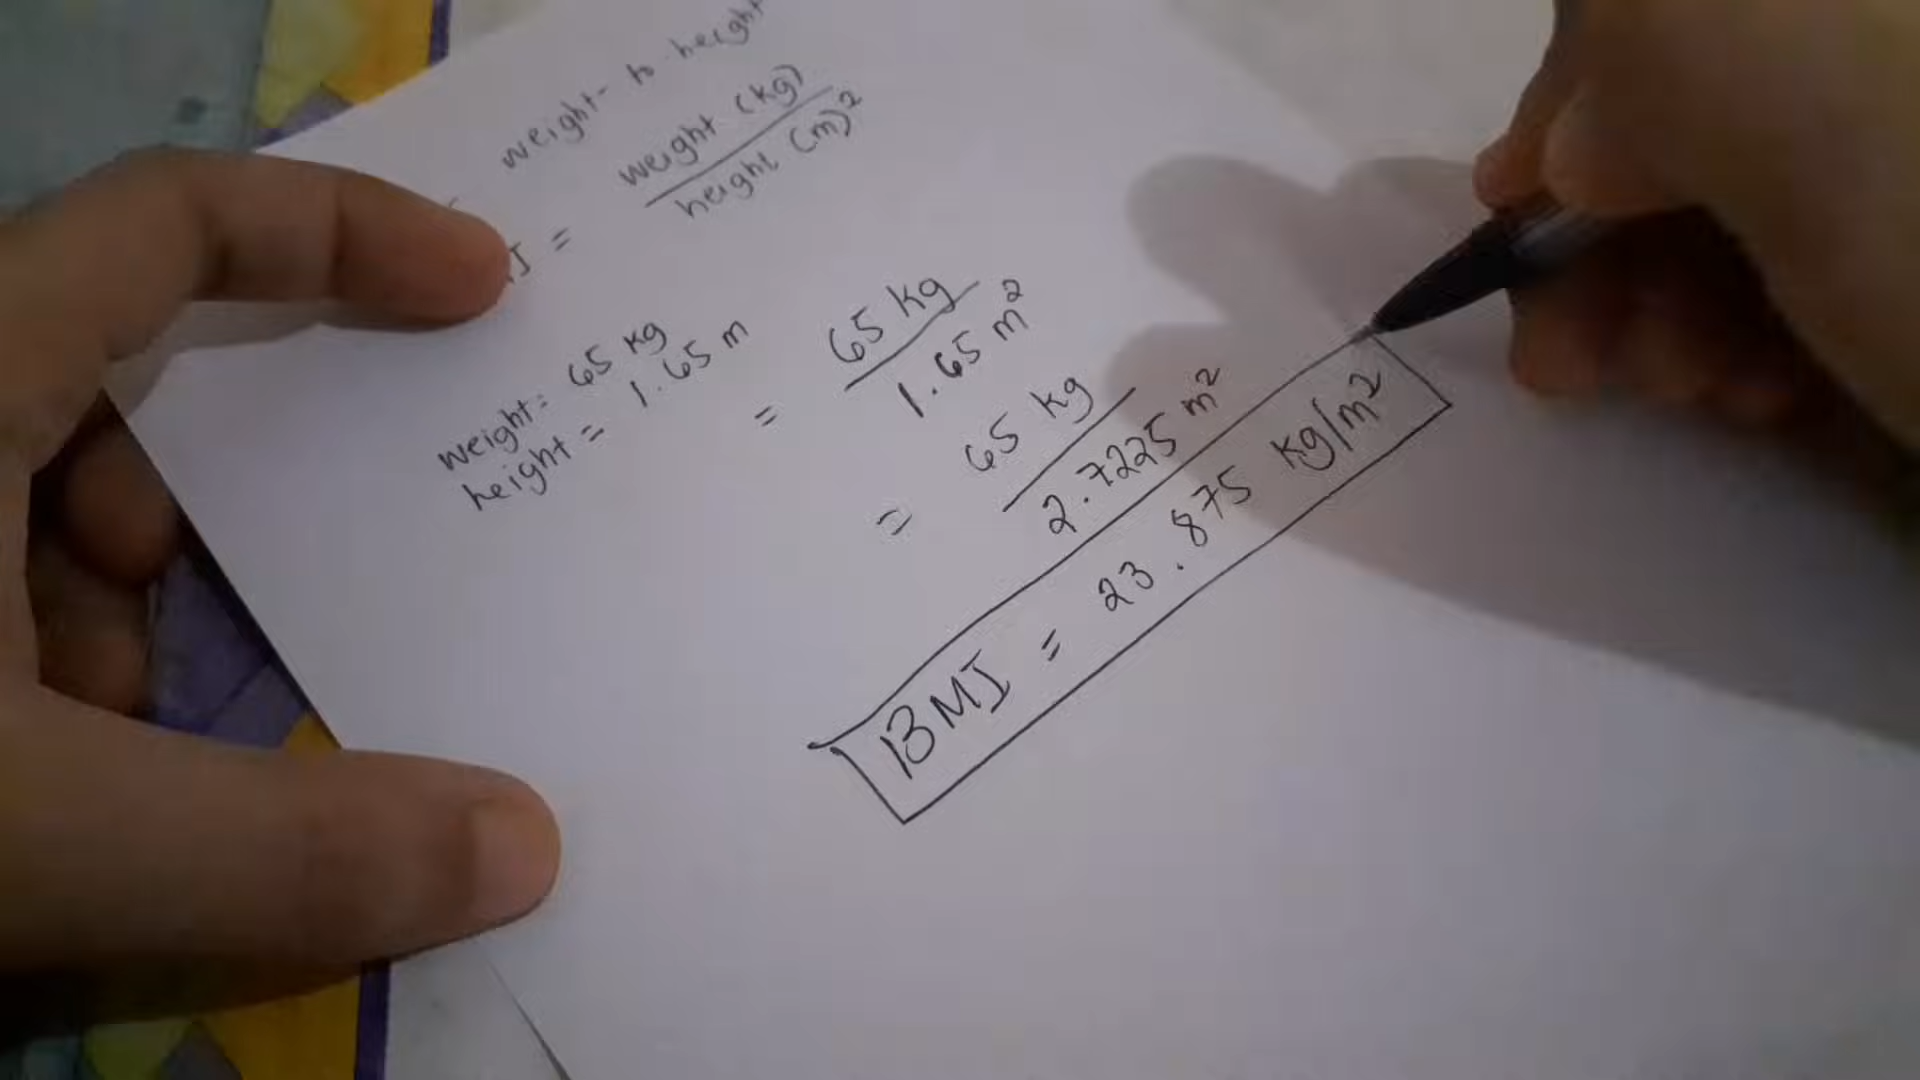 weight- to height
I = weight (kg)
height (m)²
weight = 65 kg
height = 1.65 m
= 65 kg
1.65 m²
= 65 kg
2.7225 m²
BMI = 23.875 kg/m²